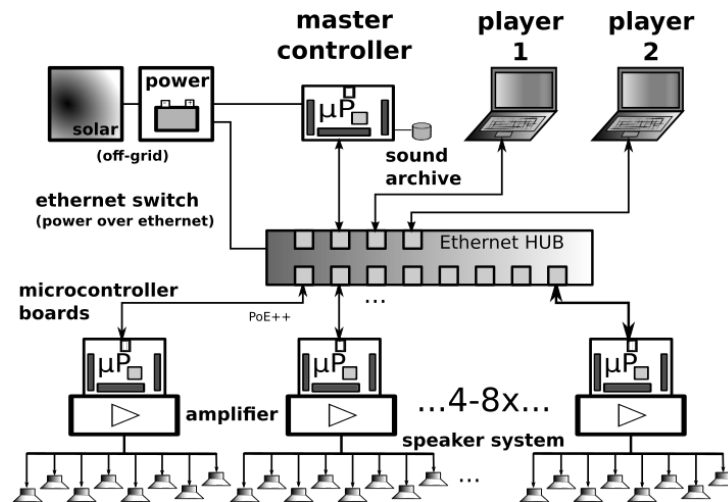 master
controller
player
1
player
2
power
solar
(off-grid)
µP
sound
archive
ethernet switch
(power over ethernet)
Ethernet HUB
...
microcontroller
boards
PoE++
µP
µP
µP
amplifier
...4-8x...
speaker system
...